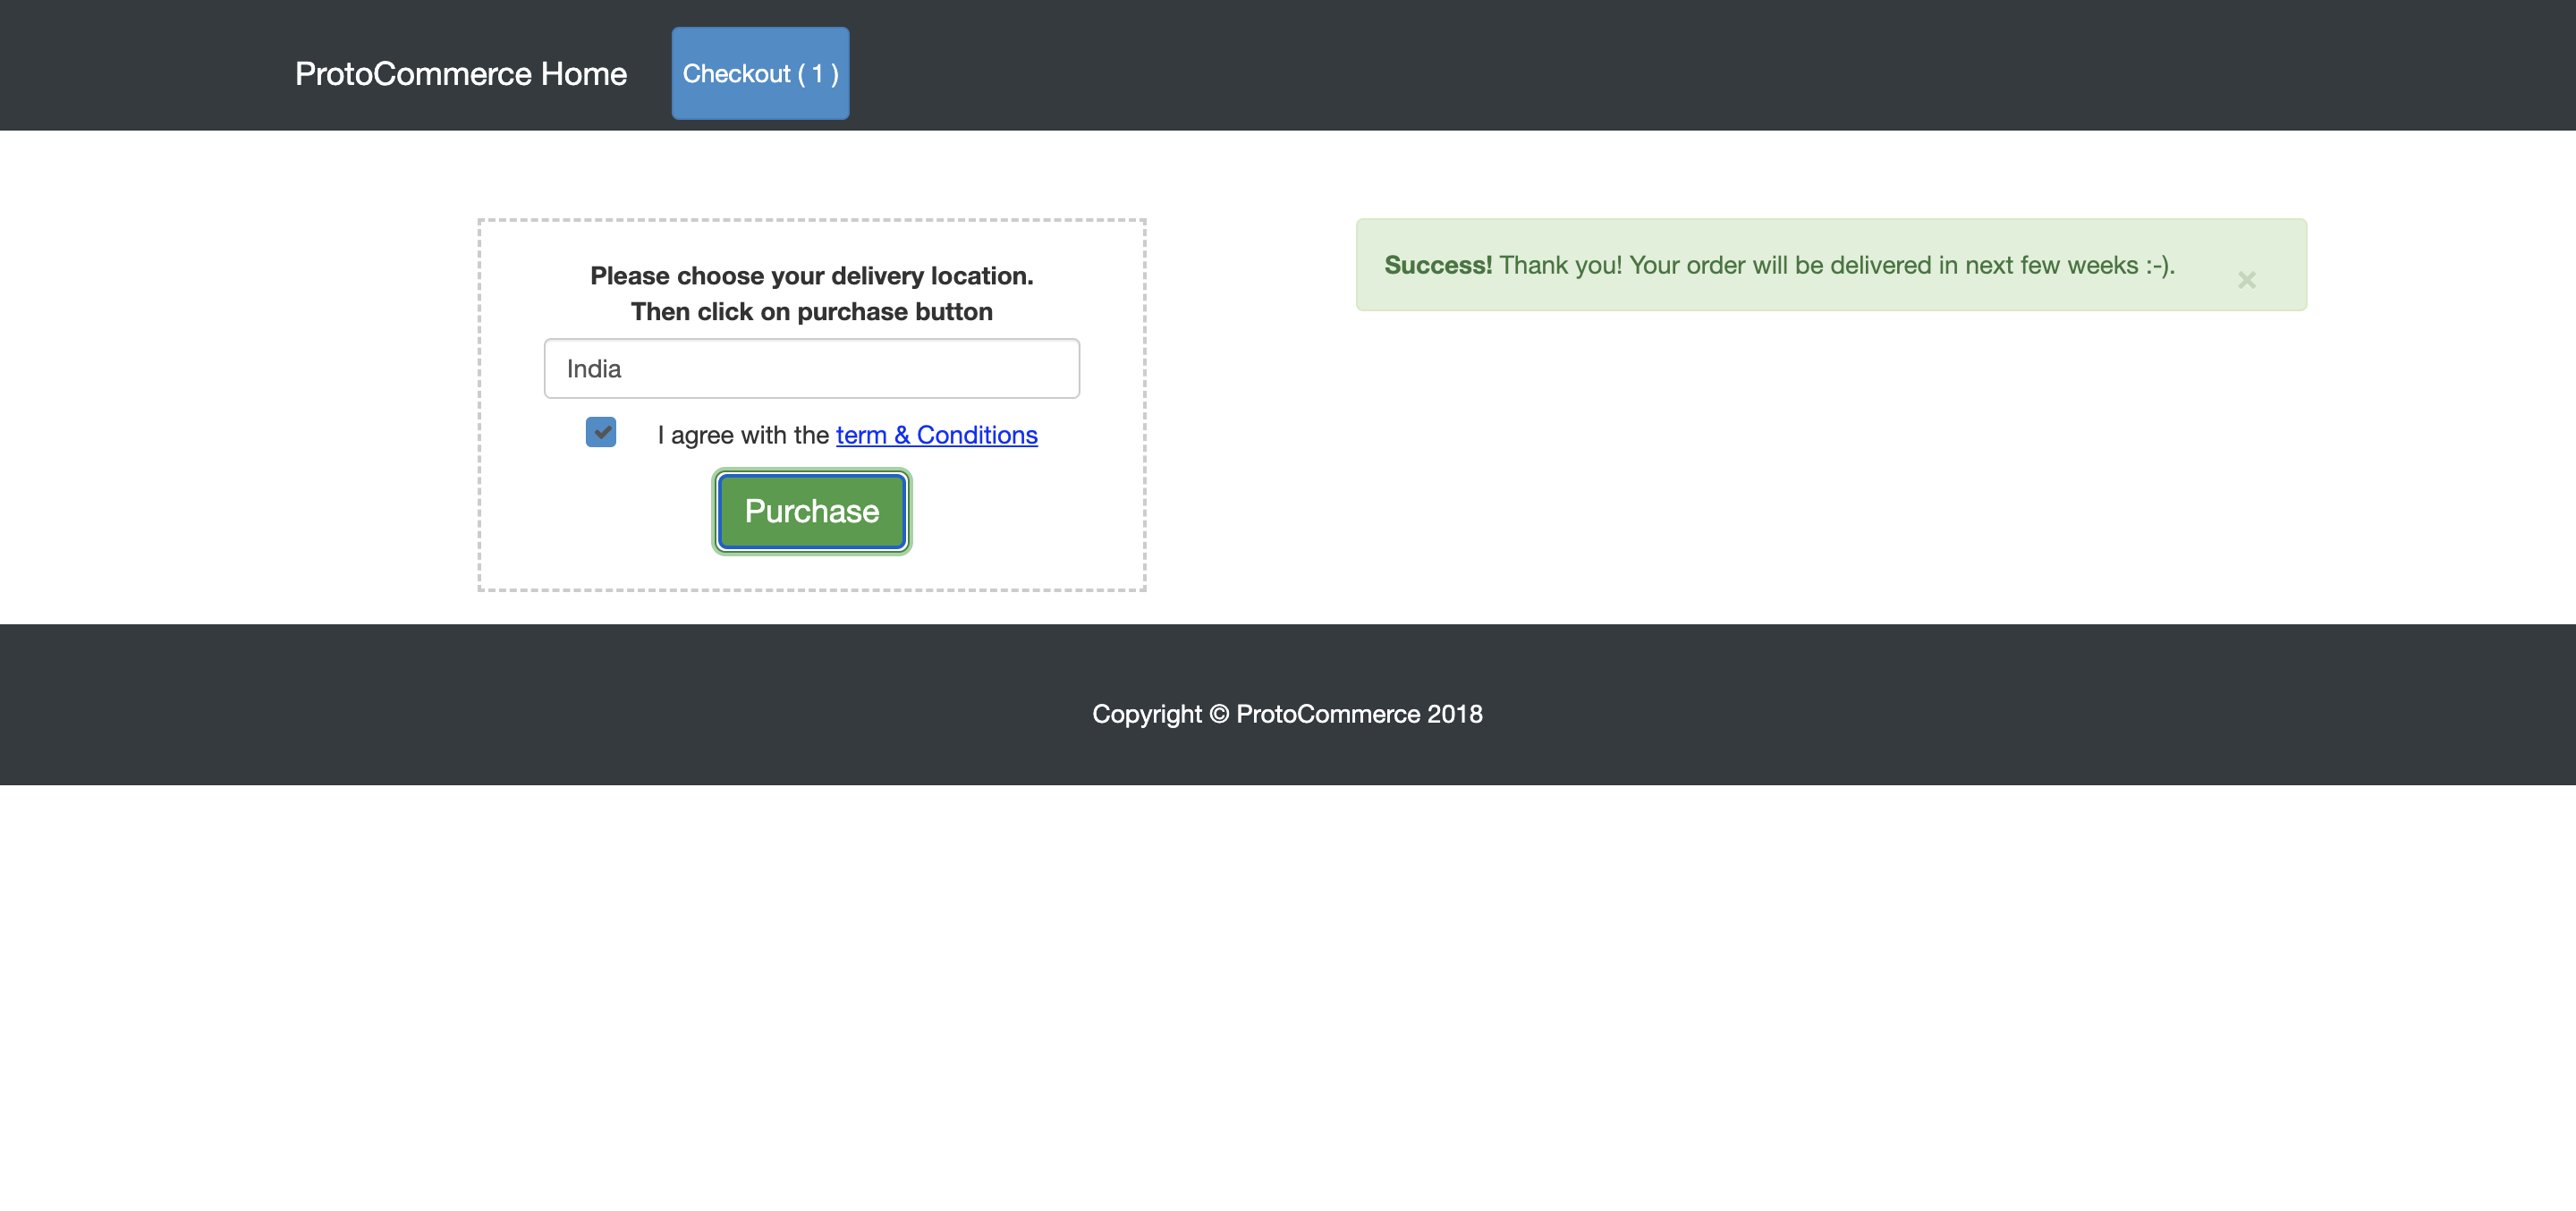 ProtoCommerce Home
Checkout ( 1 )
Please choose your delivery location.
Then click on purchase button
India
I agree with the term & Conditions
Purchase
Success! Thank you! Your order will be delivered in next few weeks :-).
×
Copyright © ProtoCommerce 2018